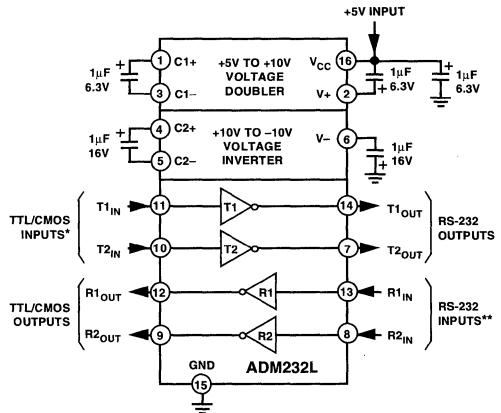 +5V INPUT
1µF
6.3V
+
1
C1+
3
C1–
+5V TO +10V
VOLTAGE
DOUBLER
VCC
16
V+
2
+
1µF
6.3V
+
1µF
6.3V
1µF
16V
+
4
C2+
5
C2–
+10V TO –10V
VOLTAGE
INVERTER
V–
6
1µF
16V
+
TTL/CMOS
INPUTS*
T1IN
11
T1
14
T1OUT
T2IN
10
T2
7
T2OUT
RS-232
OUTPUTS
TTL/CMOS
OUTPUTS
R1OUT
12
R1
13
R1IN
R2OUT
9
R2
8
R2IN
RS-232
INPUTS**
GND
15
ADM232L